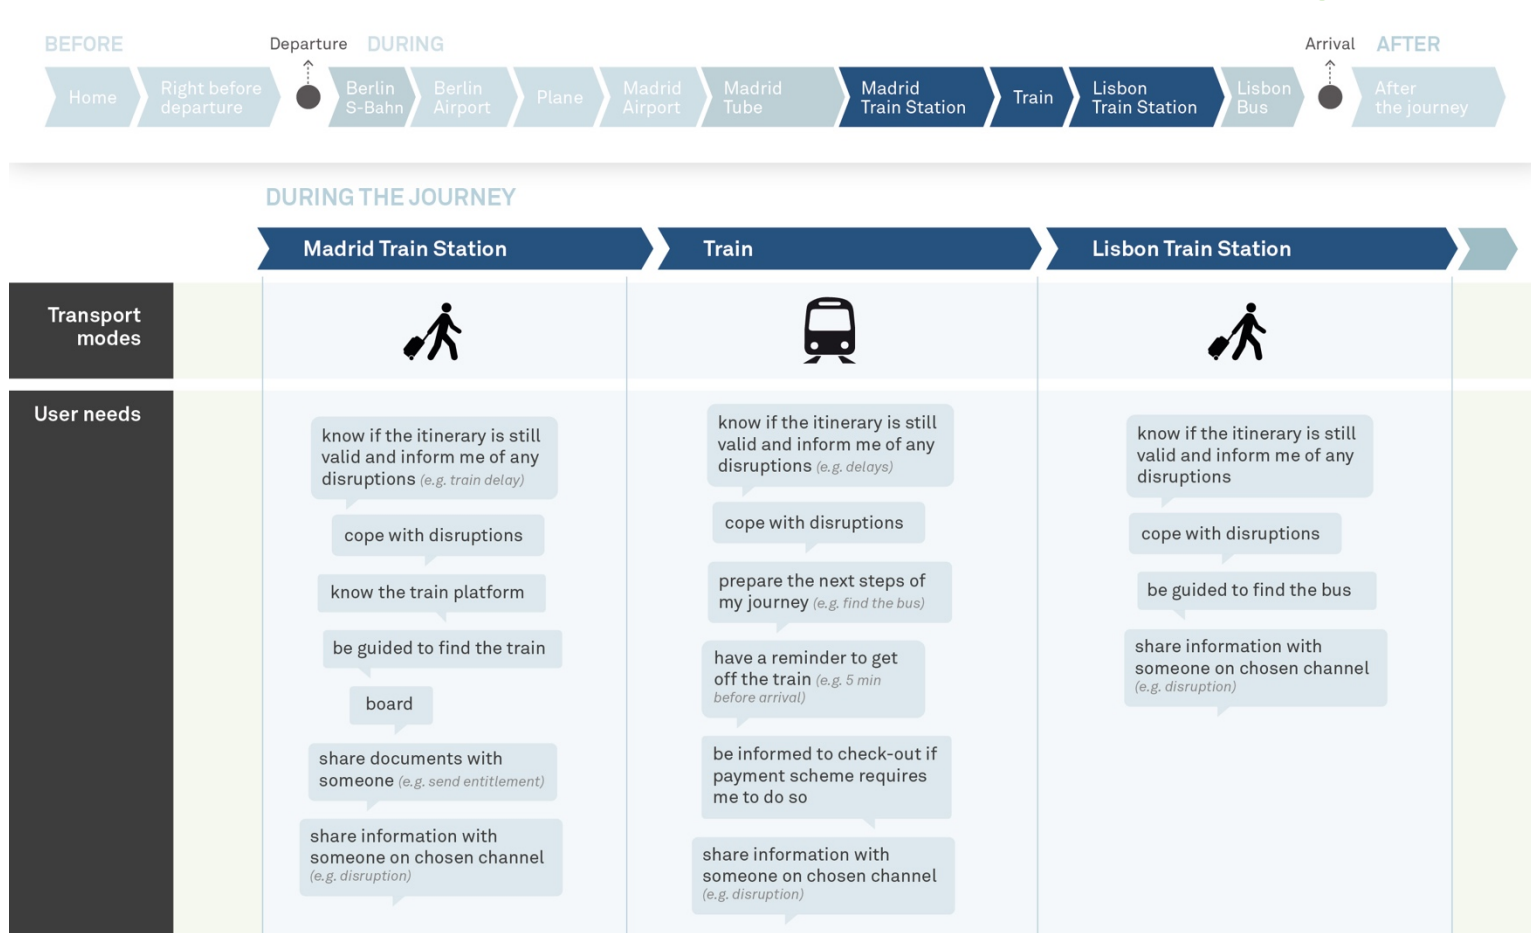 BEFORE
Departure
DURING
Arrival
AFTER
Home
Right before
departure
Berlin
S-Bahn
Berlin
Airport
Plane
Madrid
Airport
Madrid
Tube
Madrid
Train Station
Train
Lisbon
Train Station
Lisbon
Bus
After
the journey
DURING THE JOURNEY
Madrid Train Station
Train
Lisbon Train Station
Transport
modes
User needs
know if the itinerary is still
valid and inform me of any
disruptions (e.g. train delay)
cope with disruptions
know the train platform
be guided to find the train
board
share documents with
someone (e.g. send entitlement)
share information with
someone on chosen channel
(e.g. disruption)
know if the itinerary is still
valid and inform me of any
disruptions (e.g. delays)
cope with disruptions
prepare the next steps of
my journey (e.g. find the bus)
have a reminder to get
off the train (e.g. 5 min
before arrival)
be informed to check-out if
payment scheme requires
me to do so
share information with
someone on chosen channel
(e.g. disruption)
know if the itinerary is still
valid and inform me of any
disruptions
cope with disruptions
be guided to find the bus
share information with
someone on chosen channel
(e.g. disruption)